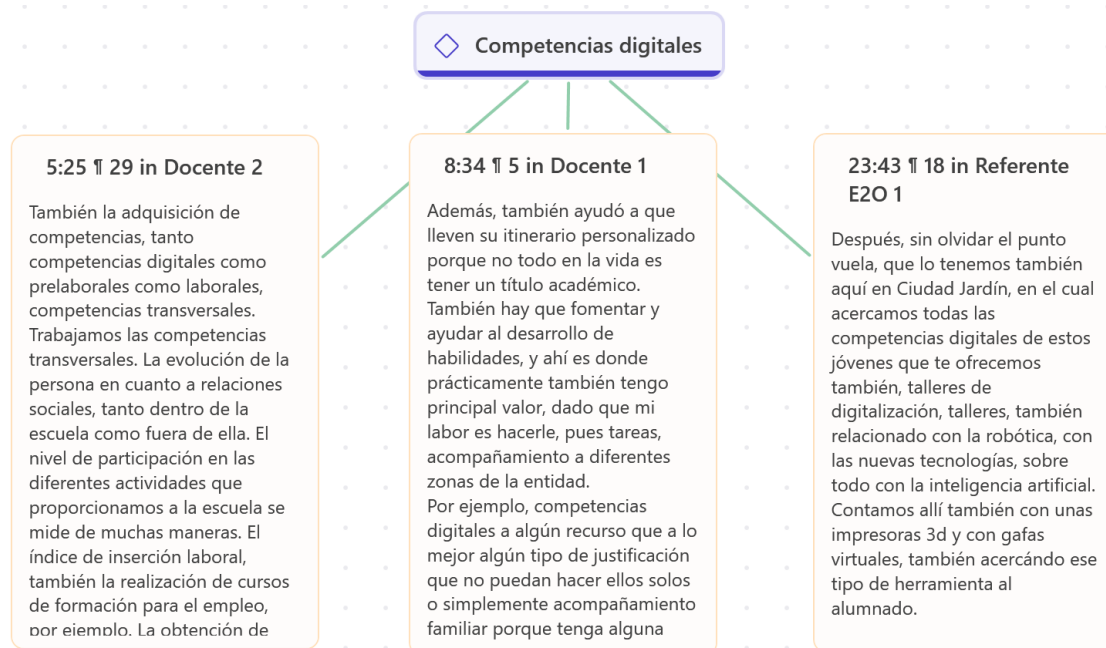 Competencias digitales
5:25 ¶ 29 in Docente 2
También la adquisición de
competencias, tanto
competencias digitales como
prelaborales como laborales,
competencias transversales.
Trabajamos las competencias
transversales. La evolución de la
persona en cuanto a relaciones
sociales, tanto dentro de la
escuela como fuera de ella. El
nivel de participación en las
diferentes actividades que
proporcionamos a la escuela se
mide de muchas maneras. El
índice de inserción laboral,
también la realización de cursos
de formación para el empleo,
por ejemplo. La obtención de
8:34 ¶ 5 in Docente 1
Además, también ayudó a que
lleven su itinerario personalizado
porque no todo en la vida es
tener un título académico.
También hay que fomentar y
ayudar al desarrollo de
habilidades, y ahí es donde
prácticamente también tengo
principal valor, dado que mi
labor es hacerle, pues tareas,
acompañamiento a diferentes
zonas de la entidad.
Por ejemplo, competencias
digitales a algún recurso que a lo
mejor algún tipo de justificación
que no puedan hacer ellos solos
o simplemente acompañamiento
familiar porque tenga alguna
23:43 ¶ 18 in Referente
E2O 1
Después, sin olvidar el punto
vuela, que lo tenemos también
aquí en Ciudad Jardín, en el cual
acercamos todas las
competencias digitales de estos
jóvenes que te ofrecemos
también, talleres de
digitalización, talleres, también
relacionado con la robótica, con
las nuevas tecnologías, sobre
todo con la inteligencia artificial.
Contamos allí también con unas
impresoras 3d y con gafas
virtuales, también acercándo ese
tipo de herramienta al
alumnado.